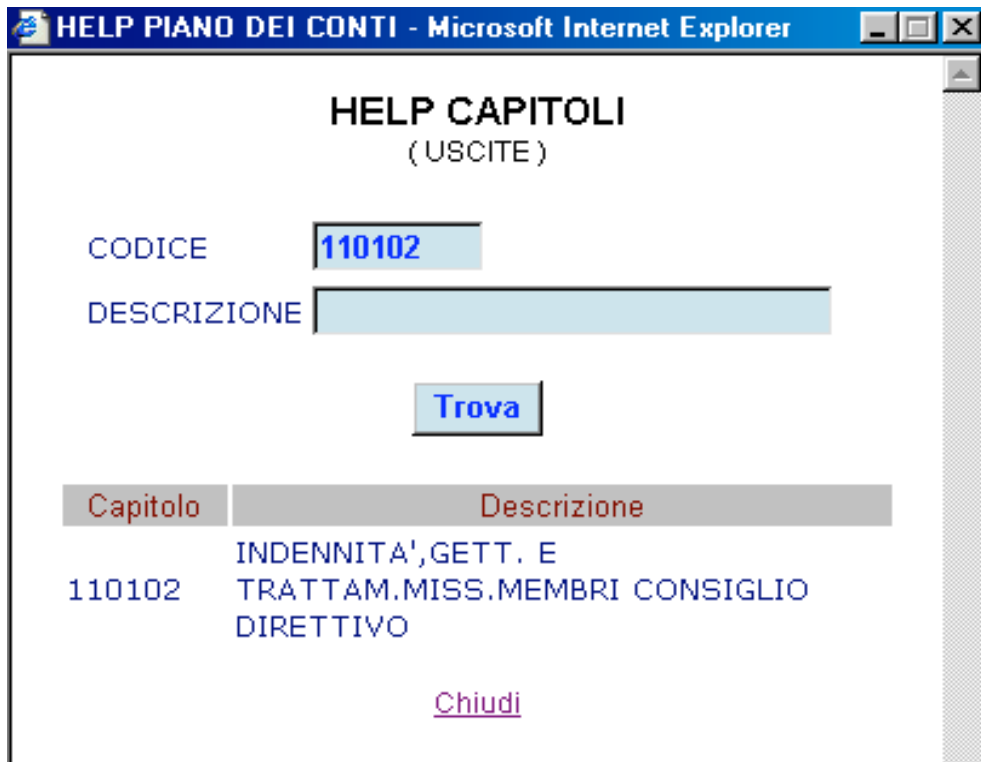 HELP PIANO DEI CONTI - Microsoft Internet Explorer
HELP CAPITOLI
( USCITE )
CODICE 110102
DESCRIZIONE
Trova
Capitolo Descrizione
INDENNITA',GETT. E
110102 TRATTAM.MISS.MEMBRI CONSIGLIO
DIRETTIVO
Chiudi